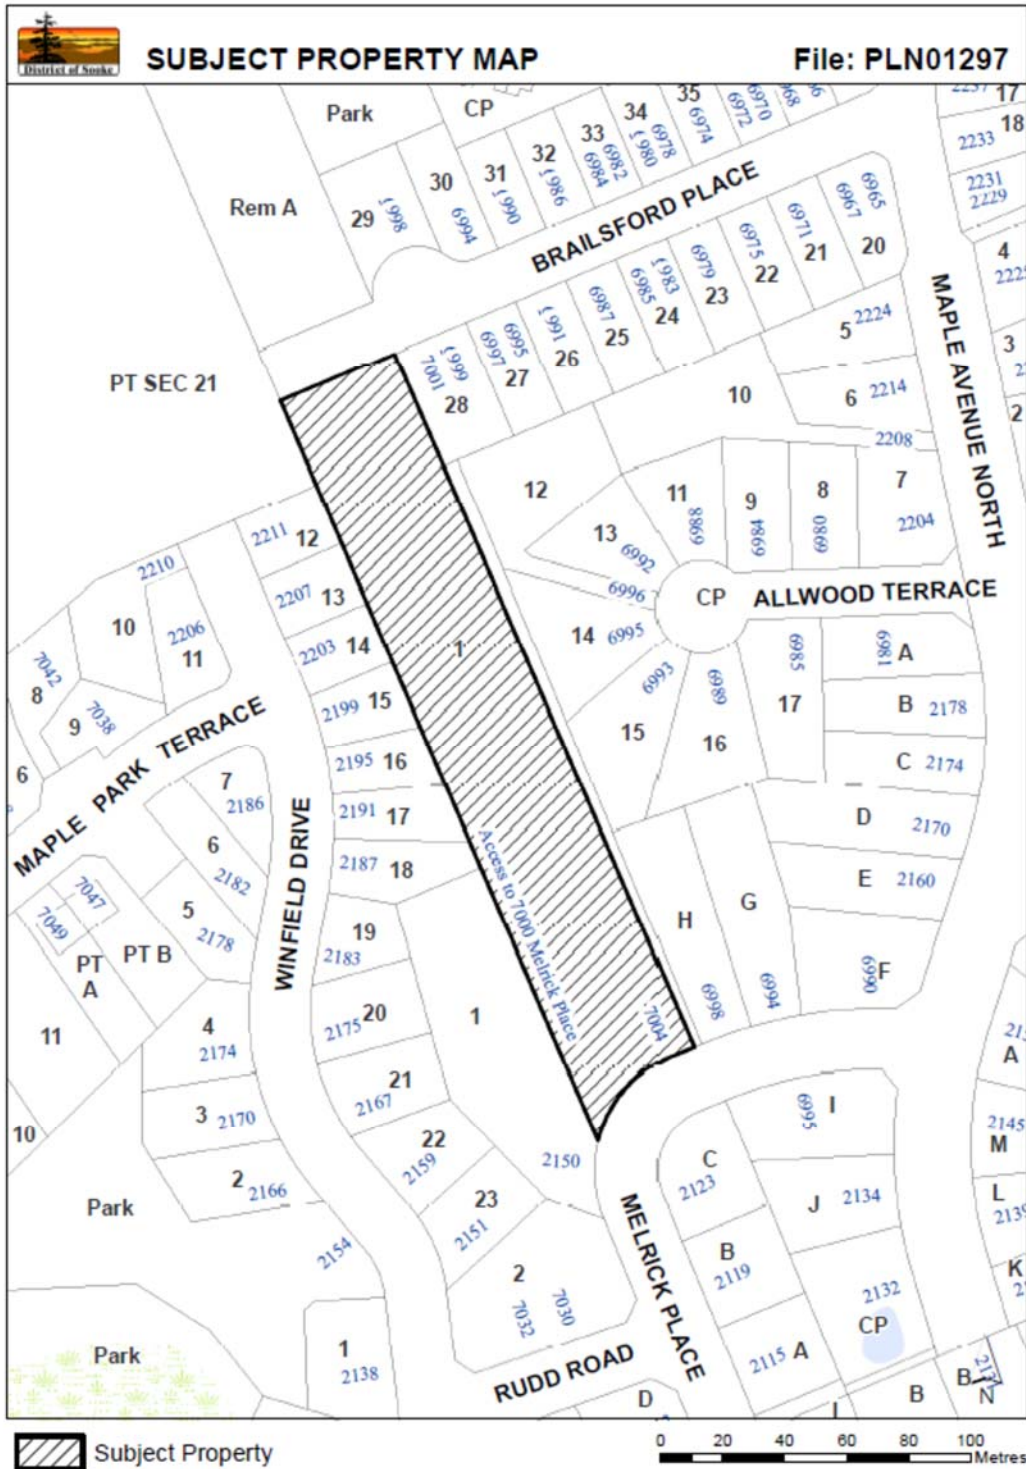 District of Sooke
SUBJECT PROPERTY MAP
File: PLN01297
Park
CP
35
34
33
32
31
30
29
6970
6972
6974
6978
6980
6982
6984
6986
6990
6994
6998
2237
17
18
2233
2231
2229
Rem A
BRAILSFORD PLACE
6965
6967
20
6971
21
6975
22
6979
23
6983
6985
24
6987
25
6991
26
6995
6997
27
6999
7001
28
4
3
2
MAPLE AVENUE NORTH
5 2224
6 2214
10
2208
PT SEC 21
7
2204
8
6980
9
6984
11
6988
12
13
6992
6996
CP
ALLWOOD TERRACE
2211 12
2207 13
2203 14
2199 15
2195 16
2191 17
2187 18
2210
10
2206
11
7042
8
9
7038
6
1
14 6995
6993
15
6989
16
6985
17
6981 A
B 2178
C 2174
D 2170
E 2160
F
6990
MAPLE PARK TERRACE
7
2186
6
2182
5
2178
WINFIELD DRIVE
7047
7049
PT A
PT B
11
10
19
2183
2175 20
21
2167
22
2159
23
2151
1
Access to 7000 Melrick Place
7004
H
6998
G
6994
4
2174
3 2170
2 2166
2154
Park
Park
1
2138
2150
2
7032
7030
MELRICK PLACE
RUDD ROAD
C
2123
B
2119
2115 A
6995 I
J 2134
2132
CP
A
2145
M
L
2139
K
D
B
B
N
Subject Property
0 20 40 60 80 100
Metres